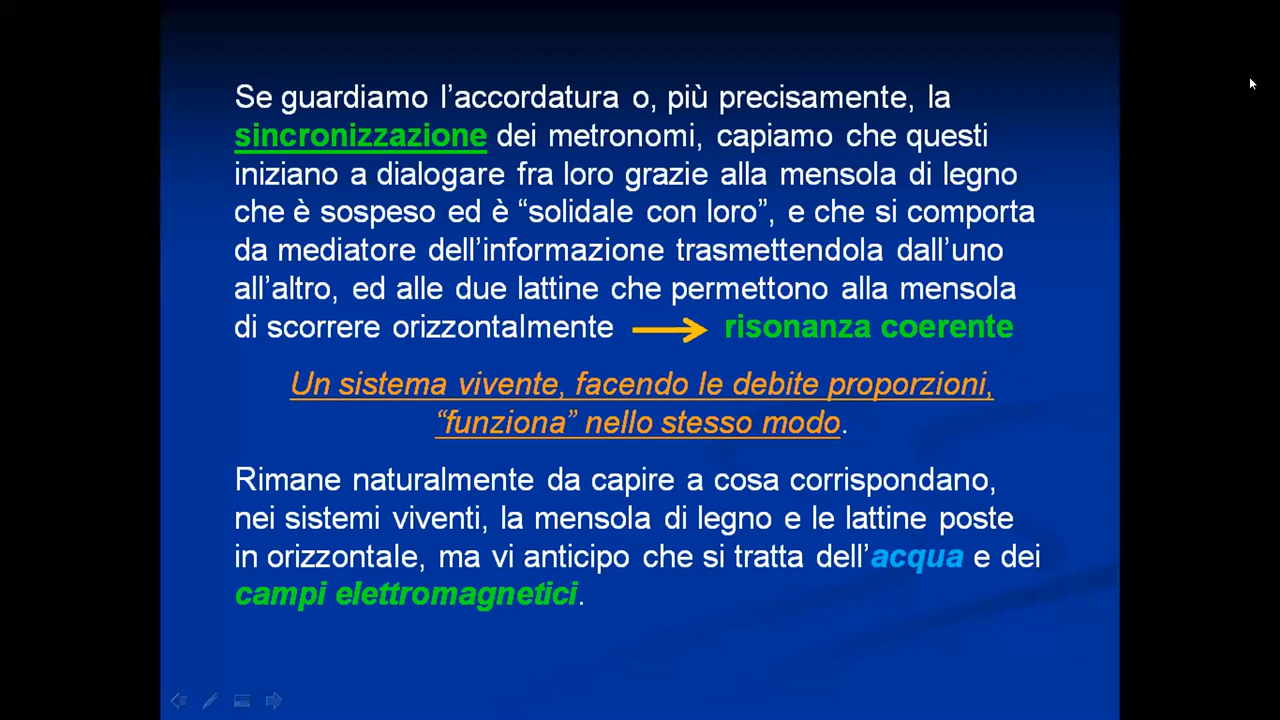 Se guardiamo l’accordatura o, più precisamente, la
sincronizzazione dei metronomi, capiamo che questi
iniziano a dialogare fra loro grazie alla mensola di legno
che è sospeso ed è “solidale con loro”, e che si comporta
da mediatore dell’informazione trasmettendola dall’uno
all’altro, ed alle due lattine che permettono alla mensola
di scorrere orizzontalmente → risonanza coerente
Un sistema vivente, facendo le debite proporzioni,
“funziona” nello stesso modo.
Rimane naturalmente da capire a cosa corrispondano,
nei sistemi viventi, la mensola di legno e le lattine poste
in orizzontale, ma vi anticipo che si tratta dell’acqua e dei
campi elettromagnetici.